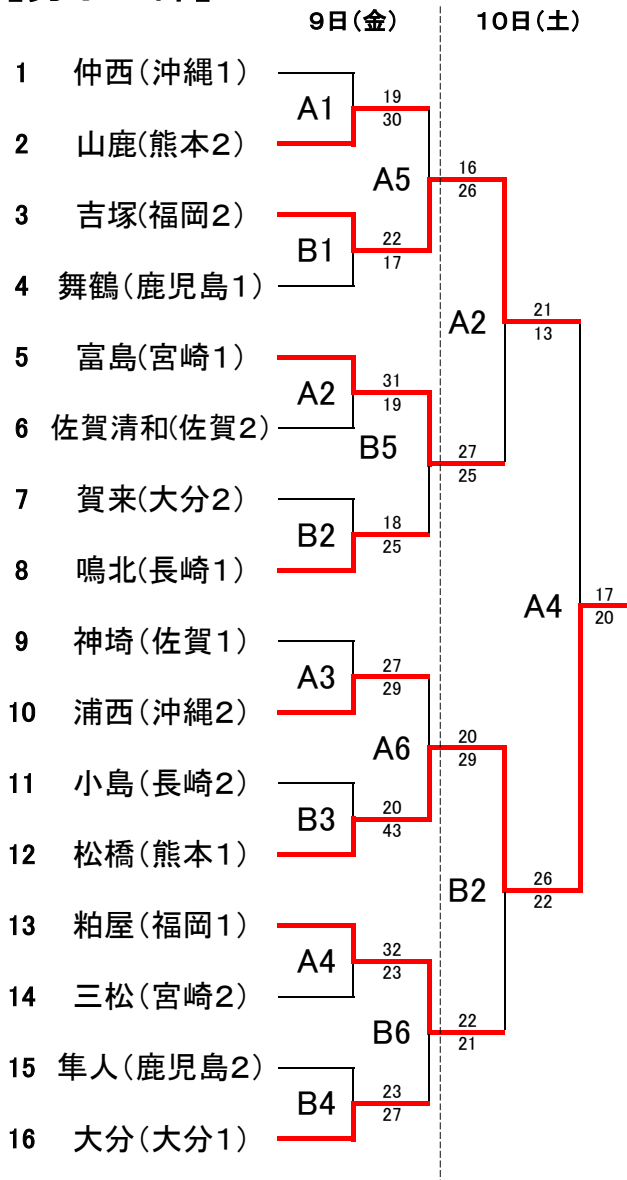 9日(金) 10日(土)
1 仲西(沖縄1)
A1
19
30
2 山鹿(熊本2)
A5
16
26
3 吉塚(福岡2)
B1
22
17
4 舞鶴(鹿児島1)
A2
21
13
5 富島(宮崎1)
A2
31
19
6 佐賀清和(佐賀2)
B5
27
25
7 賀来(大分2)
B2
18
25
8 鳴北(長崎1)
A4
17
20
9 神埼(佐賀1)
A3
27
29
10 浦西(沖縄2)
A6
20
29
11 小島(長崎2)
B3
20
43
12 松橋(熊本1)
B2
26
22
13 粕屋(福岡1)
A4
32
23
14 三松(宮崎2)
B6
22
21
15 隼人(鹿児島2)
B4
23
27
16 大分(大分1)